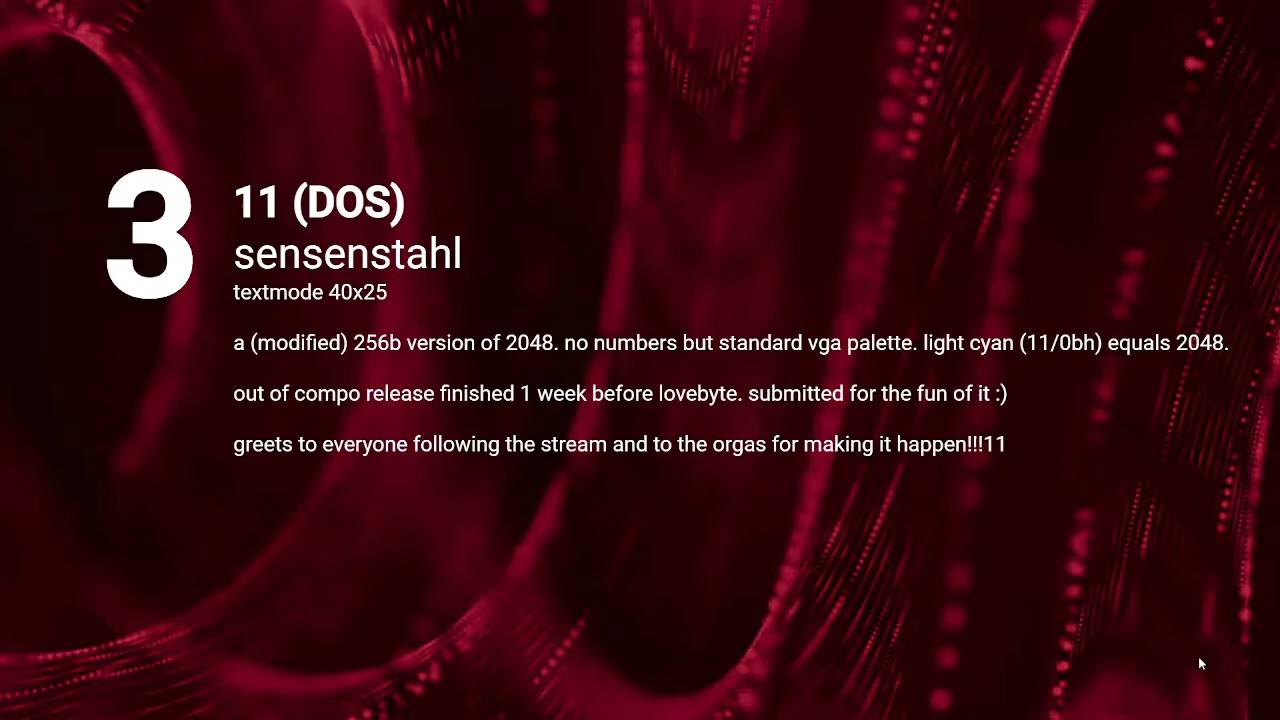 3
11 (DOS)
sensenstahl
textmode 40x25
a (modified) 256b version of 2048. no numbers but standard vga palette. light cyan (11/0bh) equals 2048.
out of compo release finished 1 week before lovebyte. submitted for the fun of it :)
greets to everyone following the stream and to the orgas for making it happen!!!11